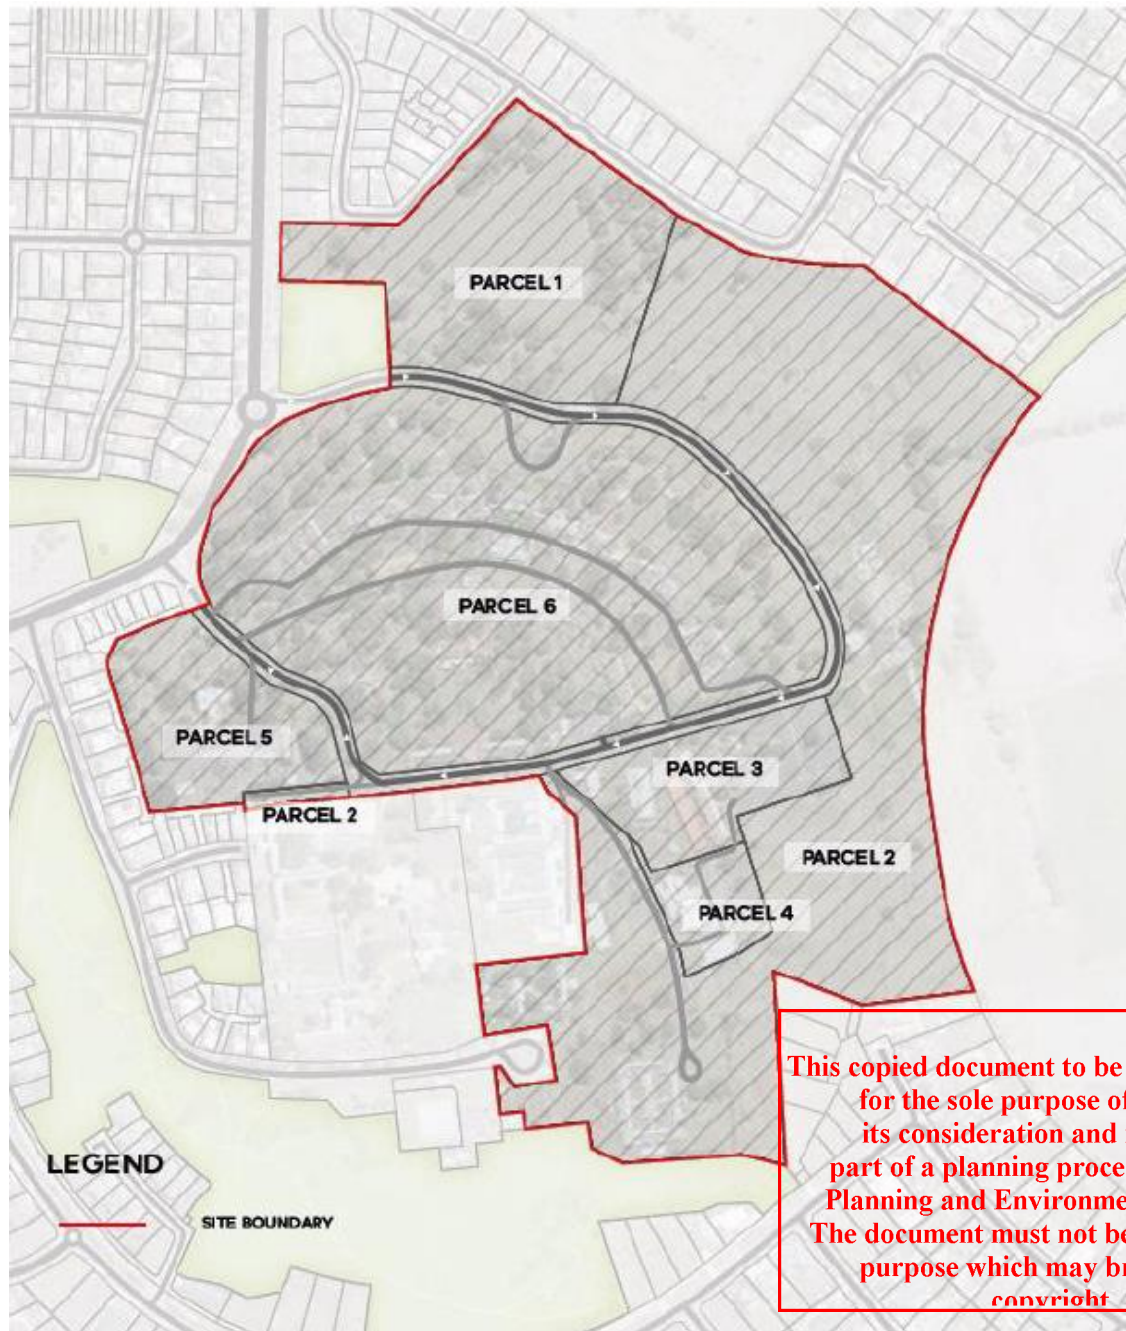 PARCEL 1
PARCEL 6
PARCEL 5
PARCEL 3
PARCEL 2
PARCEL 2
PARCEL 4
LEGEND
SITE BOUNDARY
This copied document to be
for the sole purpose of
its consideration and
part of a planning proce
Planning and Environme
The document must not be
purpose which may br
copyright